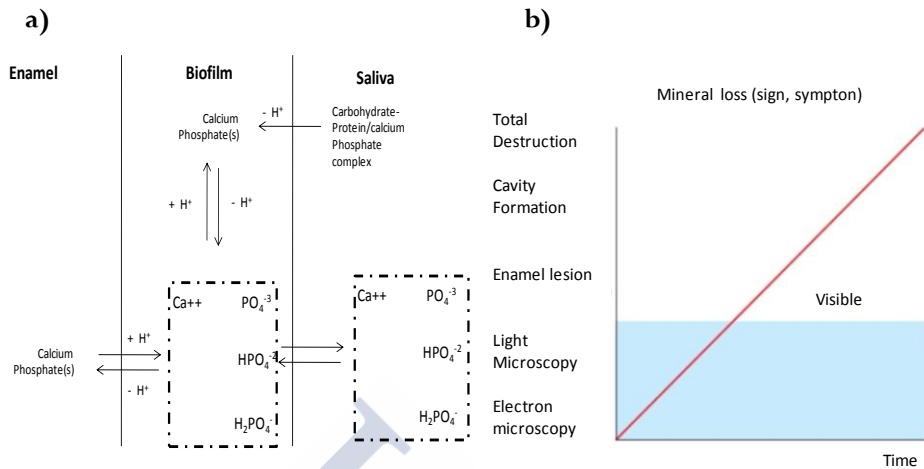 a)
Enamel
Biofilm
Saliva
- H⁺
Calcium
Phosphate(s)
Carbohydrate-
Protein/calcium
Phosphate
complex
+ H⁺
- H⁺
Ca++
PO₄⁻³
HPO₄⁻²
H₂PO₄⁻
Ca++
PO₄⁻³
HPO₄⁻²
H₂PO₄⁻
+ H⁺
Calcium
Phosphate(s)
- H⁺
b)
Mineral loss (sign, sympton)
Total
Destruction
Cavity
Formation
Enamel lesion
Visible
Light
Microscopy
Electron
microscopy
Time